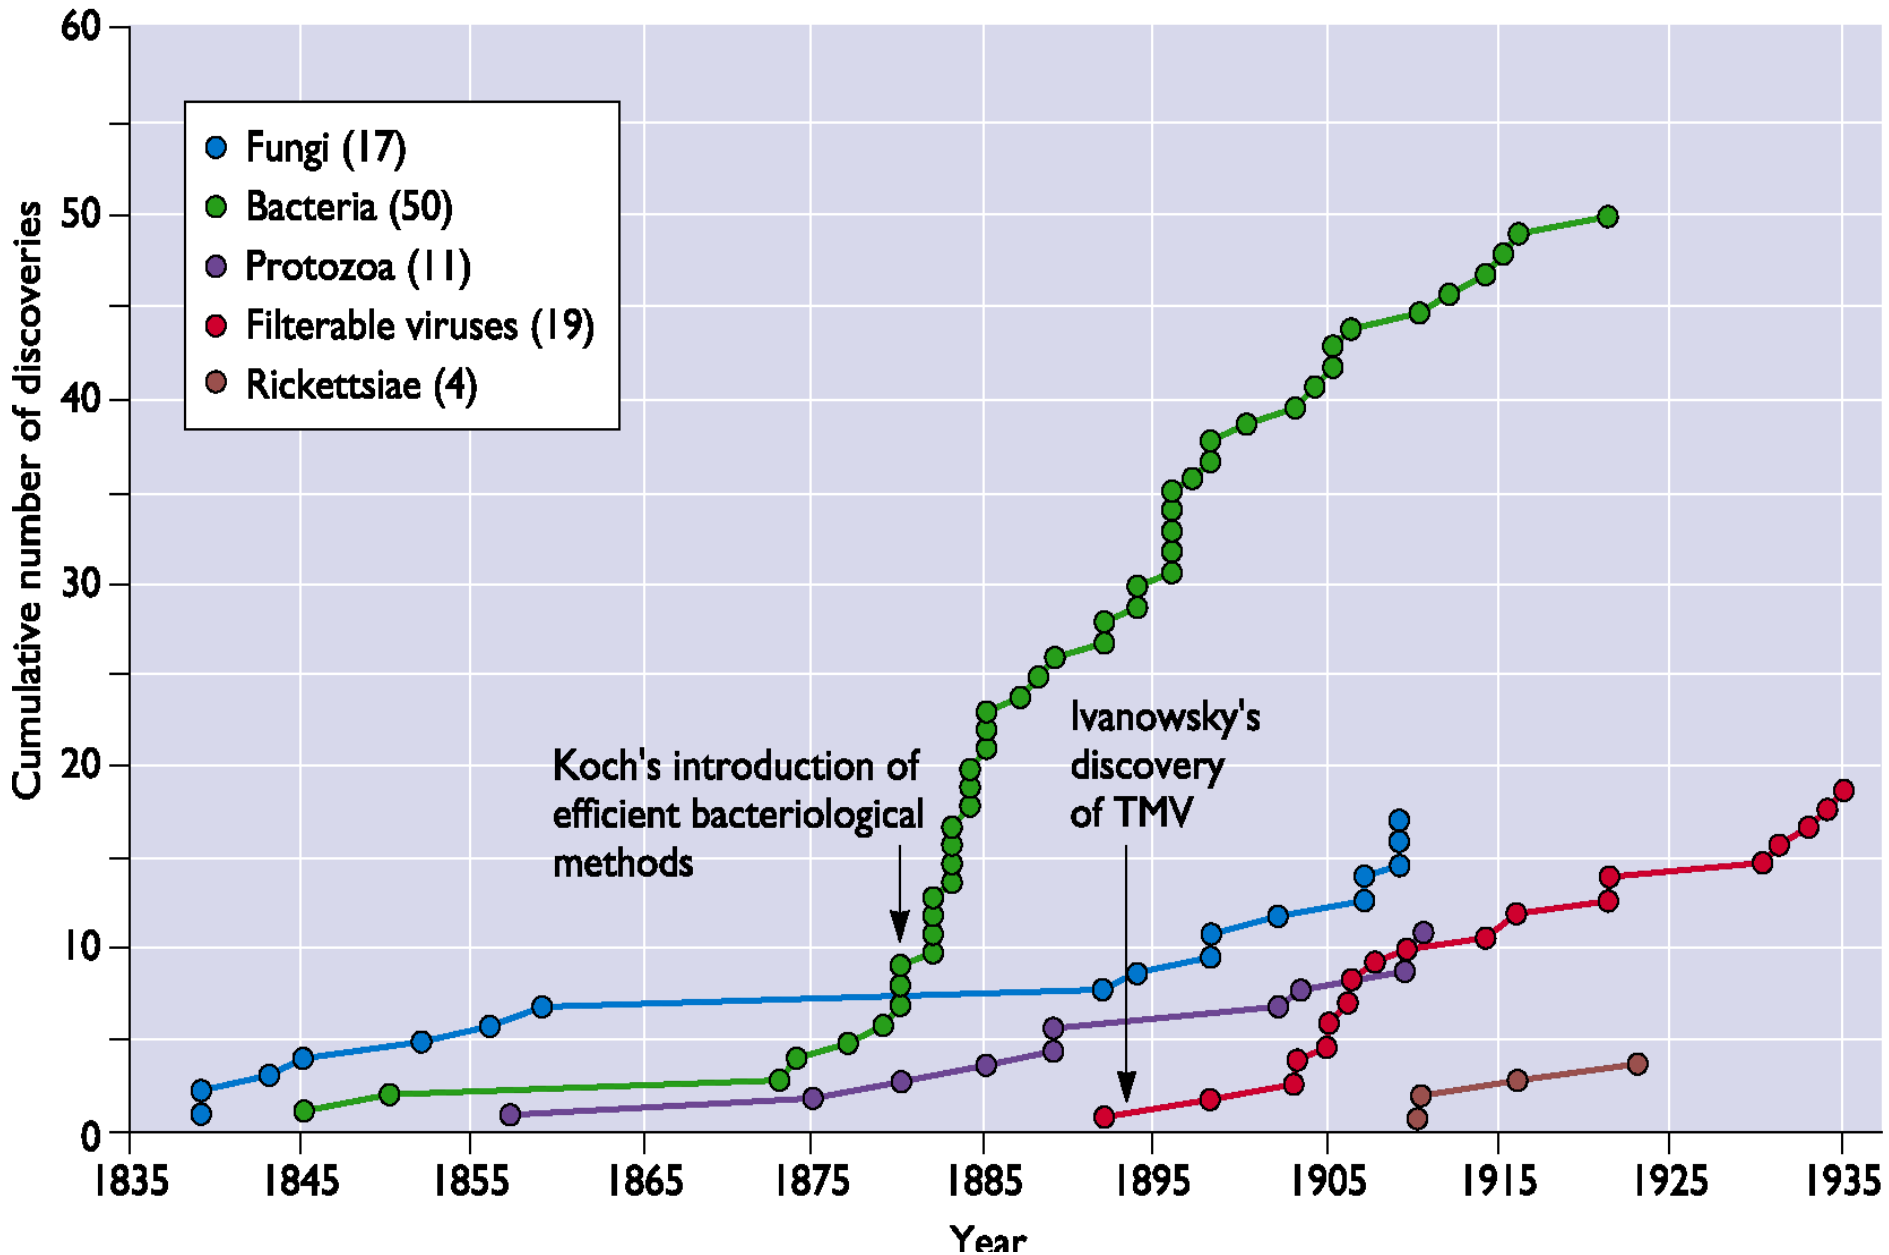 60
50
40
30
20
10
0
Cumulative number of discoveries
Fungi (17)
Bacteria (50)
Protozoa (11)
Filterable viruses (19)
Rickettsiae (4)
Koch's introduction of
efficient bacteriological
methods
Ivanowsky's
discovery
of TMV
1835 1845 1855 1865 1875 1885 1895 1905 1915 1925 1935
Year